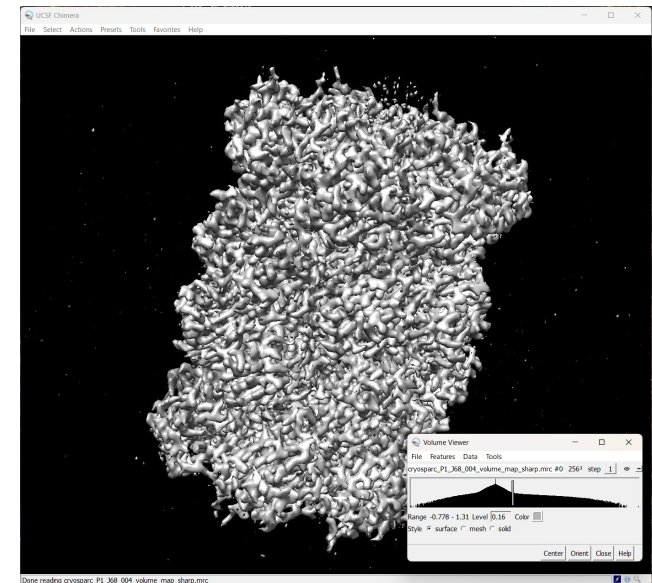 UCSF Chimera
File Select Actions Presets Tools Favorites Help
Volume Viewer
File Features Data Tools
cryosparc_P1_J68_004_volume_map_sharp.mrc #0 256³ step 1
Range -0.778 - 1.31 Level 0.16 Color
Style surface mesh solid
Center Orient Close Help
Done reading cryosparc_P1_J68_004_volume_map_sharp.mrc